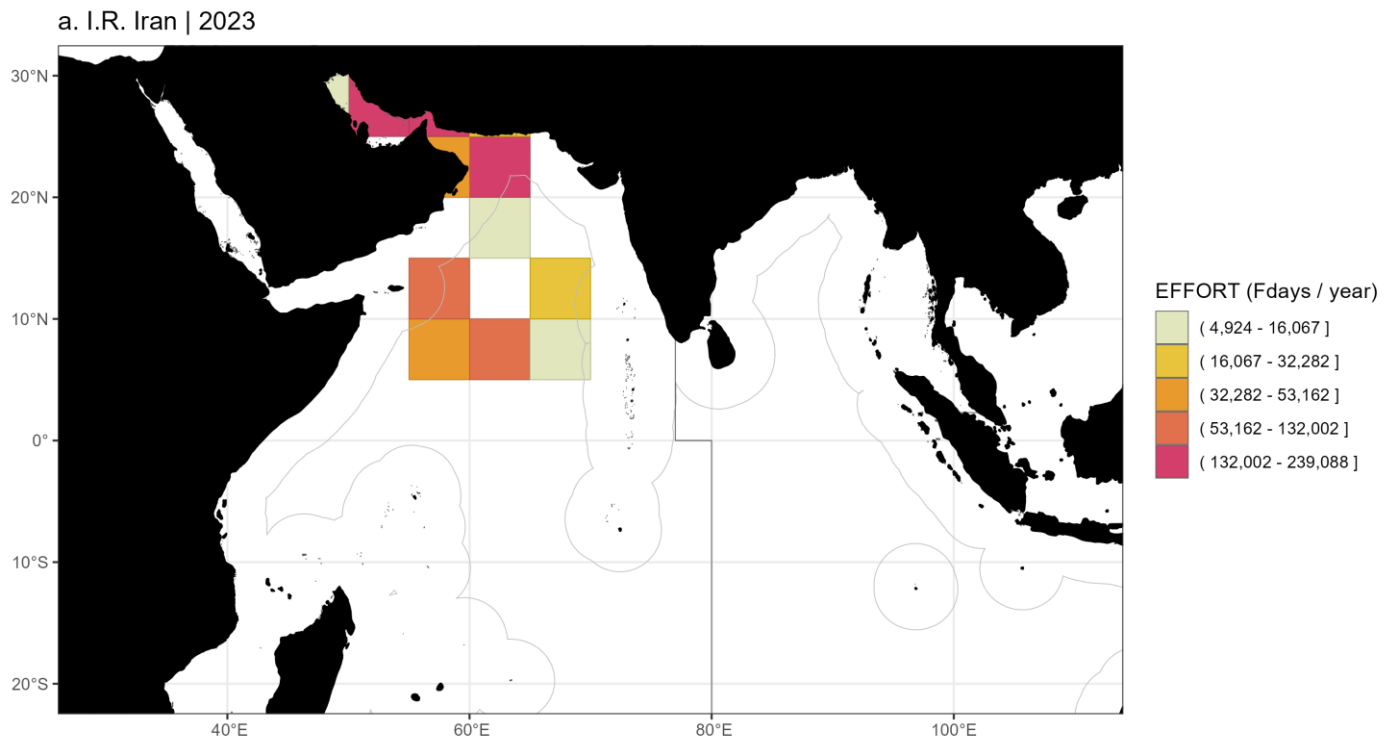 a. I.R. Iran | 2023
30°N
20°N
10°N
0°
10°S
20°S
40°E
60°E
80°E
100°E
EFFORT (Fdays / year)
( 4,924 - 16,067 ]
( 16,067 - 32,282 ]
( 32,282 - 53,162 ]
( 53,162 - 132,002 ]
( 132,002 - 239,088 ]